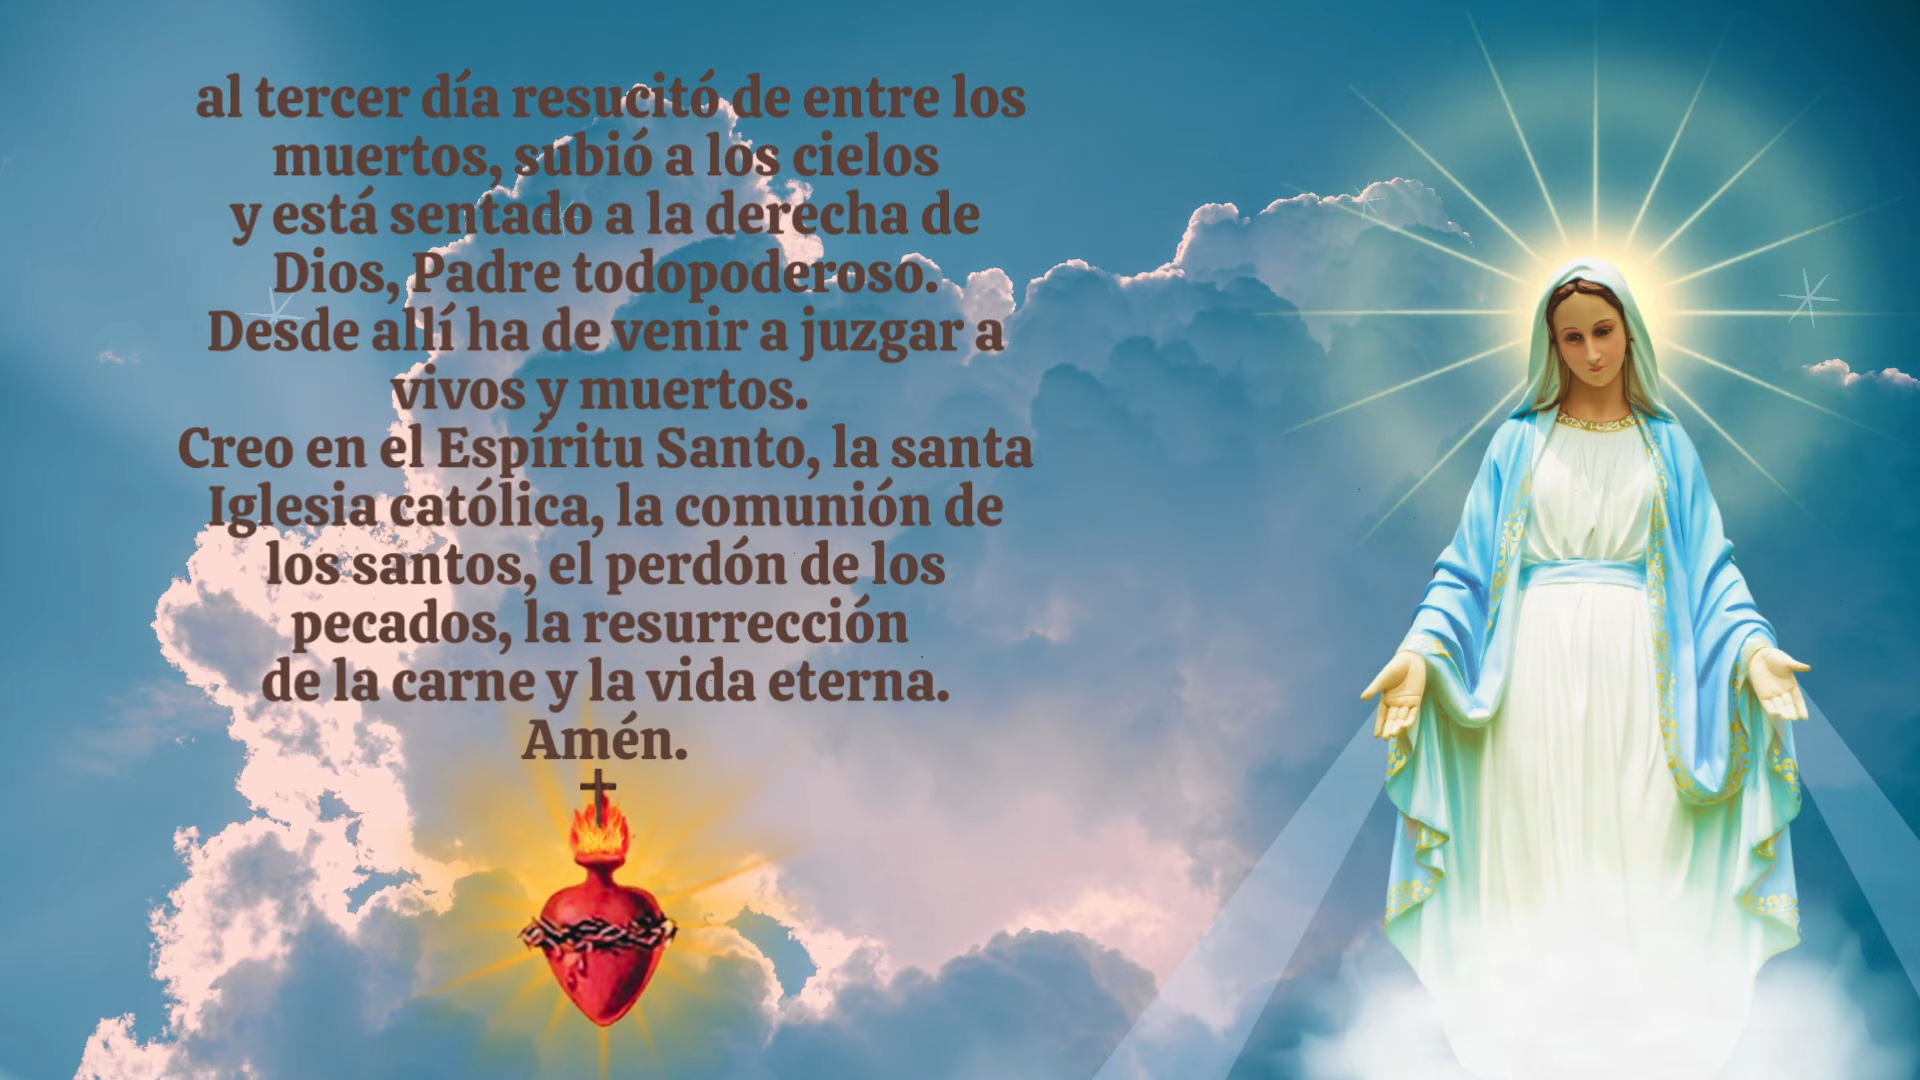 al tercer día resucitó de entre los
muertos, subió a los cielos
y está sentado a la derecha de
Dios, Padre todopoderoso.
Desde allí ha de venir a juzgar a
vivos y muertos.
Creo en el Espíritu Santo, la santa
Iglesia católica, la comunión de
los santos, el perdón de los
pecados, la resurrección
de la carne y la vida eterna.
Amén.